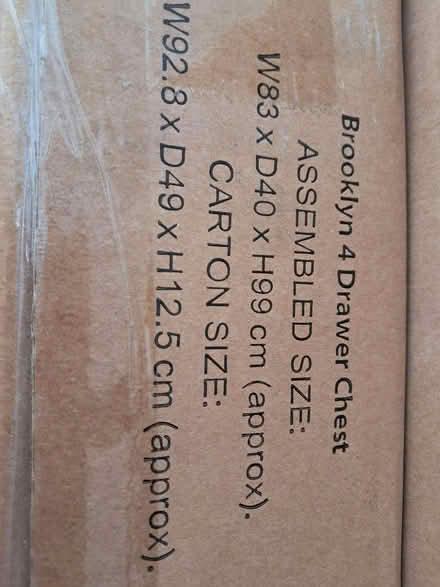 Brooklyn 4 Drawer Chest
ASSEMBLED SIZE:
W83 x D40 x H99 cm (approx).
CARTON SIZE:
W92.8 x D49 x H12.5 cm (approx).